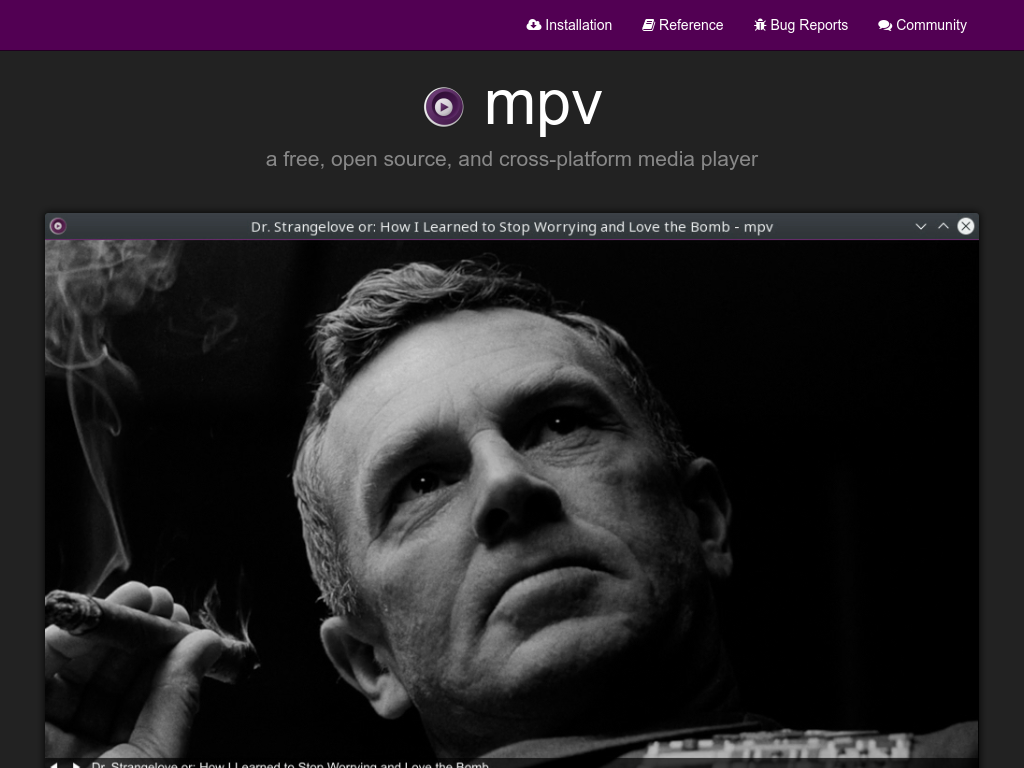 Installation Reference Bug Reports Community
mpv
a free, open source, and cross-platform media player
Dr. Strangelove or: How I Learned to Stop Worrying and Love the Bomb - mpv
Dr. Strangelove or: How I Learned to Stop Worrying and Love the Bomb